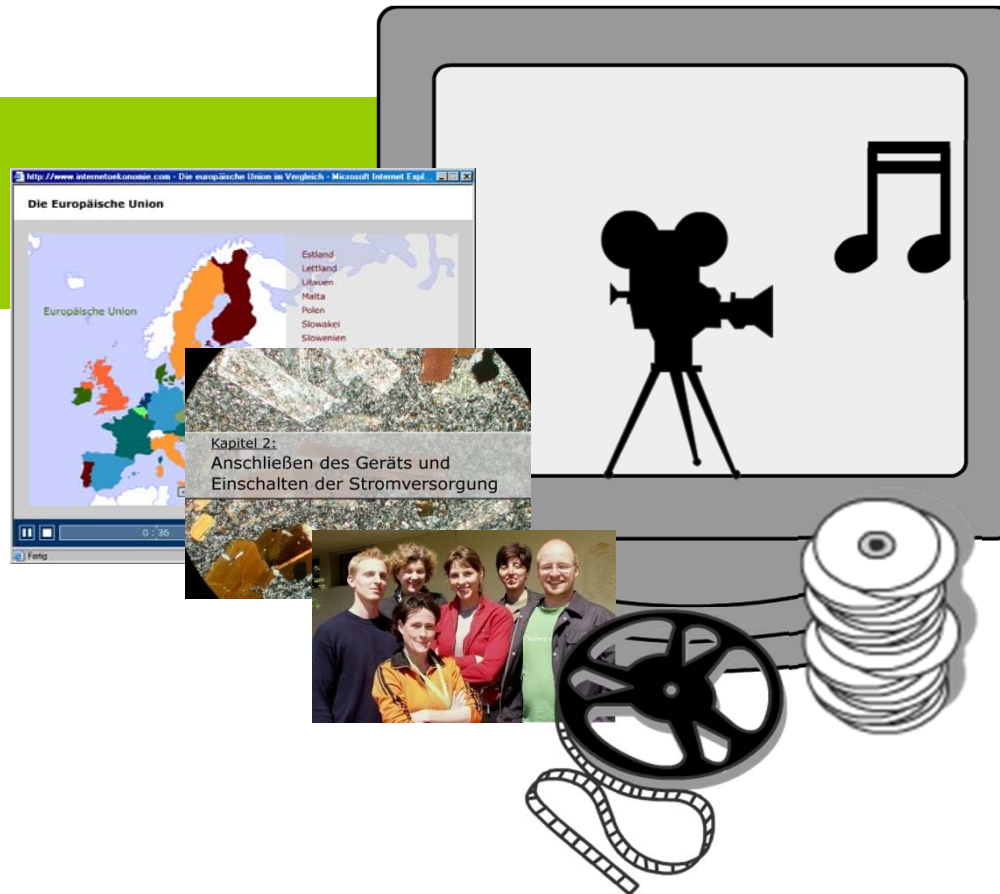 http://www.internetoekonomie.com - Die europäische Union im Vergleich - Microsoft Internet Expl...
Die Europäische Union
Estland
Lettland
Litauen
Malta
Polen
Slowakei
Slowenien
Europäische Union
Kapitel 2:
Anschließen des Geräts und
Einschalten der Stromversorgung
0 : 36
Fertig